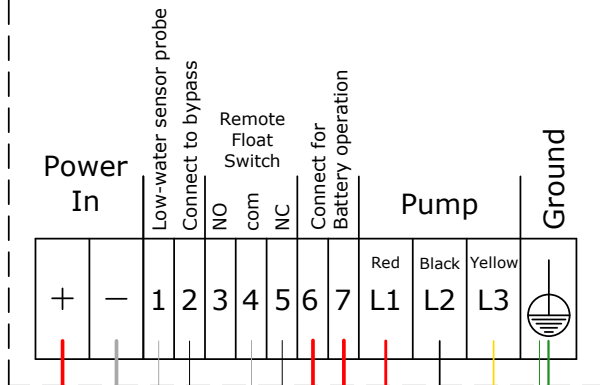 Power
In
Low-water sensor probe
Connect to bypass
Remote
Float
Switch
NO
com
NC
Connect for
Battery operation
Pump
Ground
Red
Black
Yellow
+
−
1
2
3
4
5
6
7
L1
L2
L3